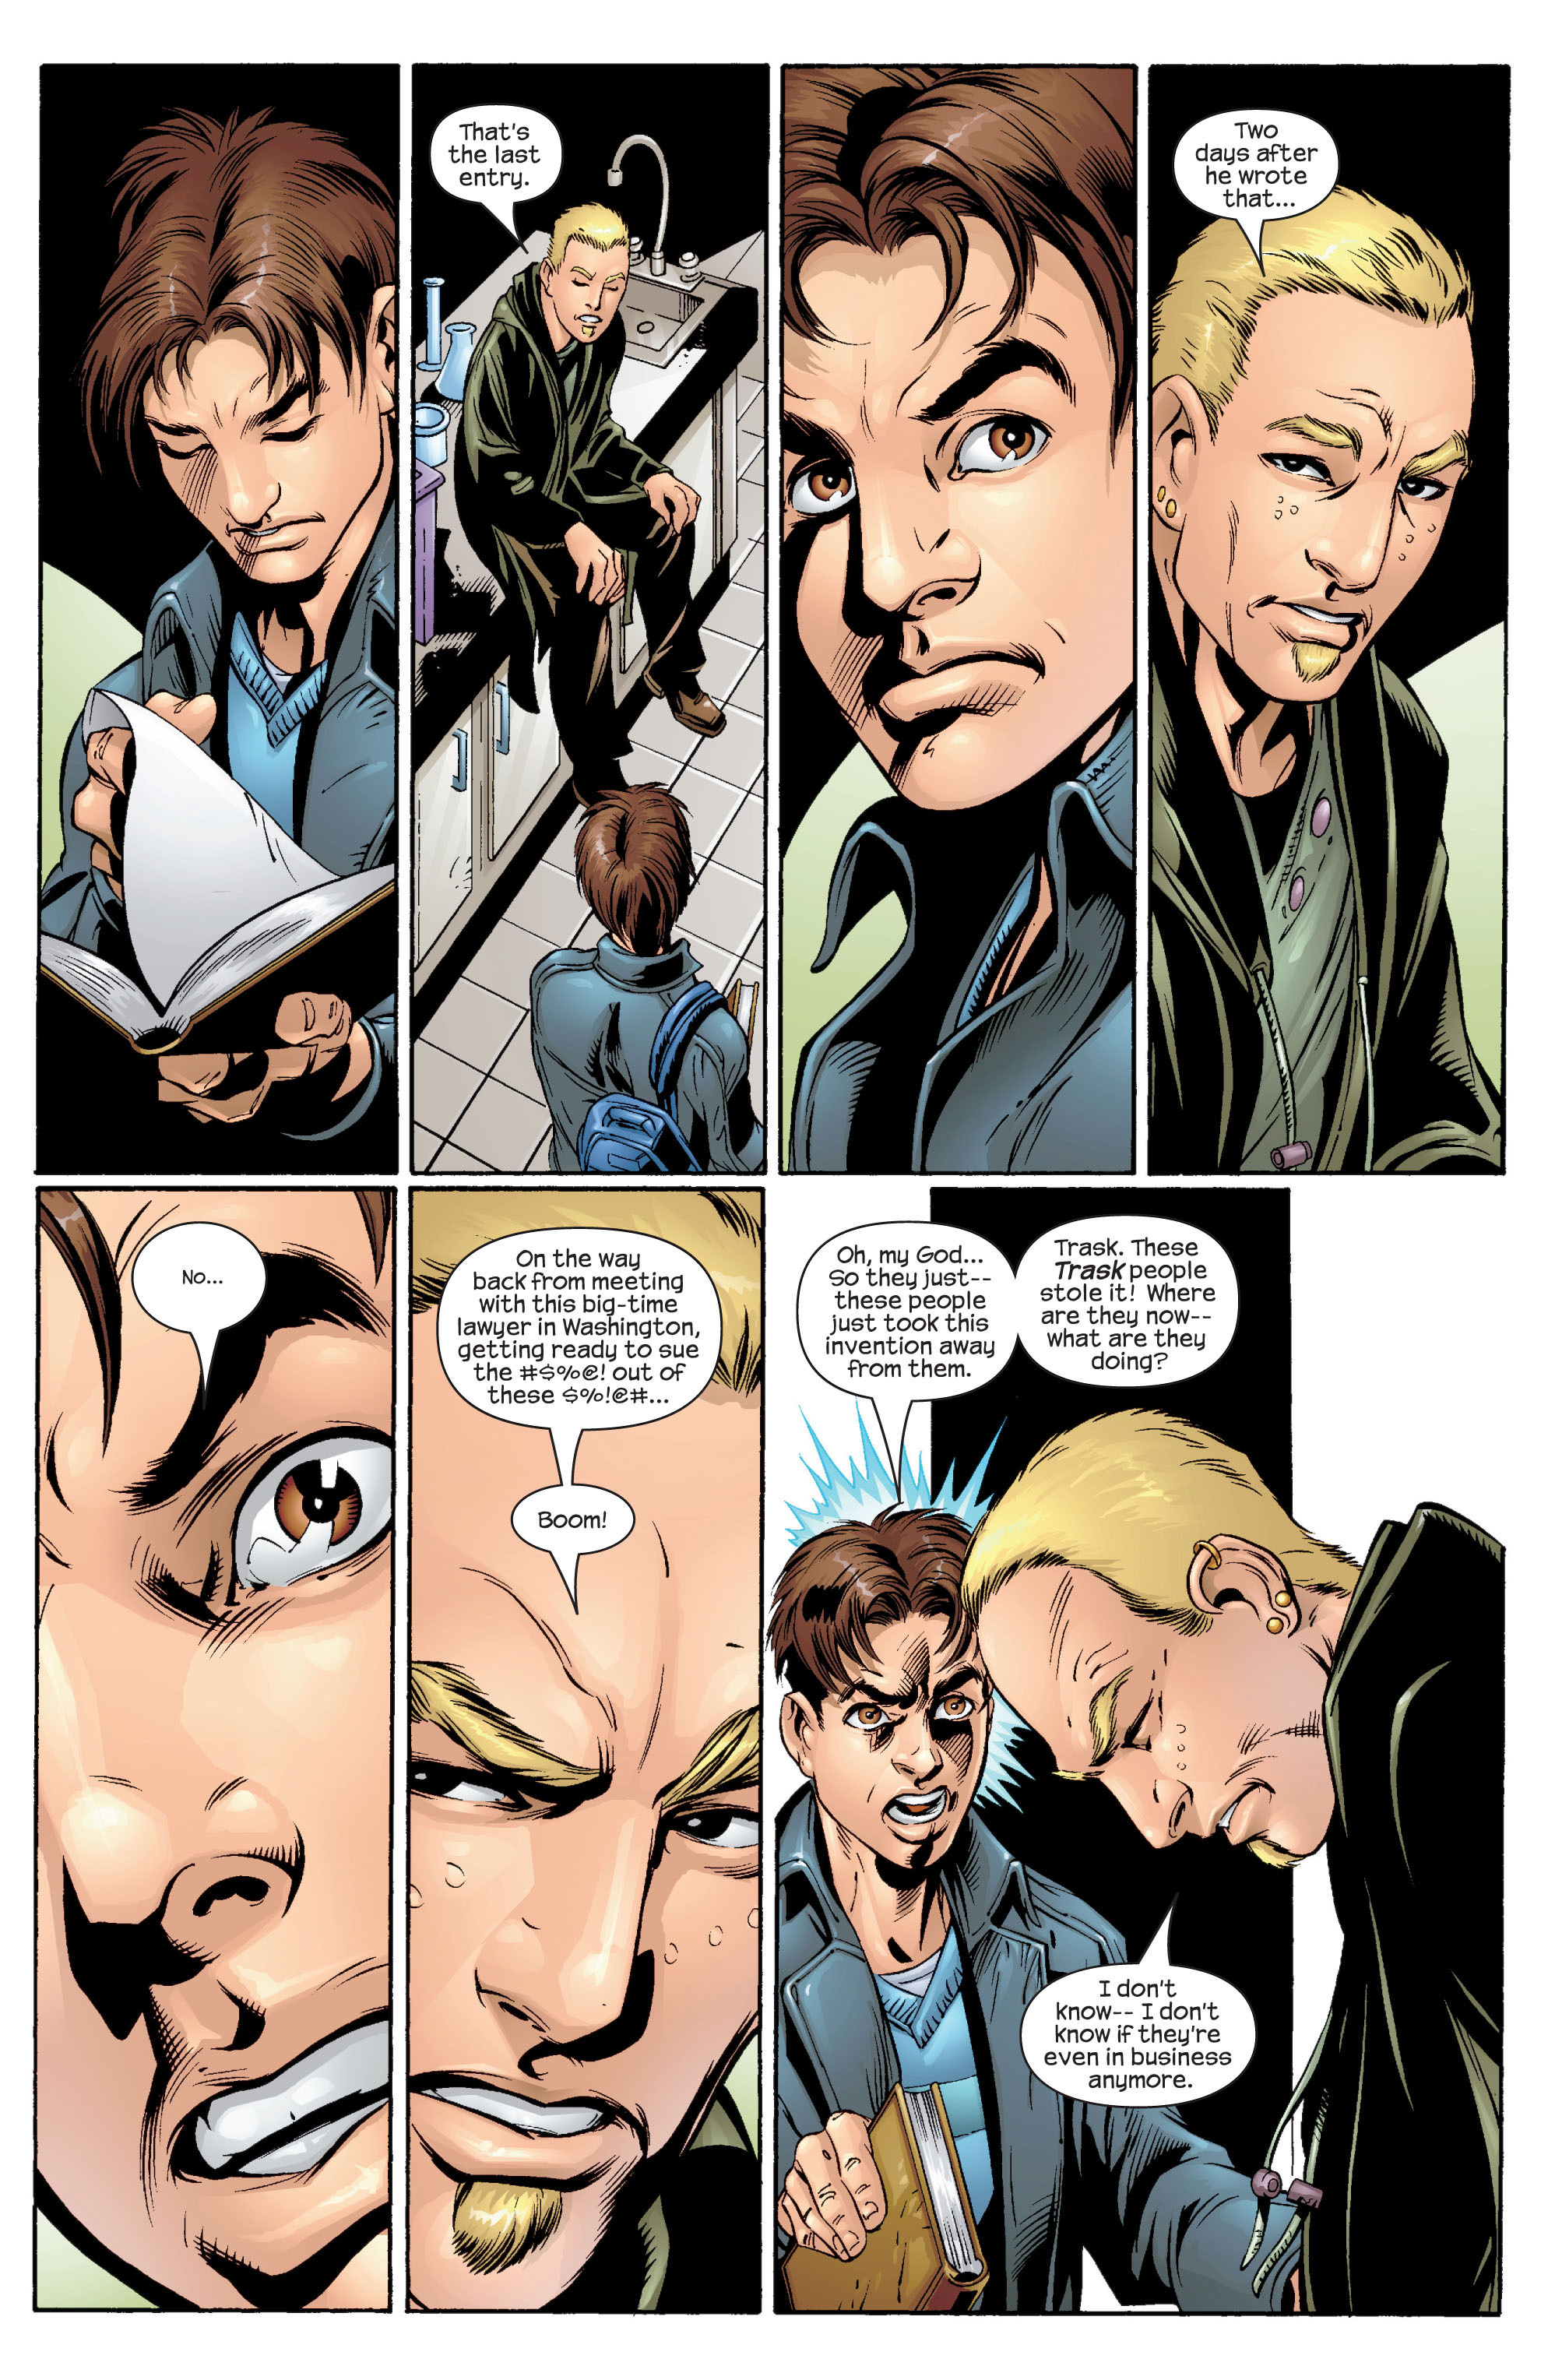 That's
the last
entry.
Two
days after
he wrote
that...
No...
On the way
back from meeting
with this big-time
lawyer in Washington,
getting ready to sue
the #$%@! out of
these $%!@#...
Boom!
Oh, my God...
So they just--
these people
just took this
invention away
from them.
Trask. These
Trask people
stole it! Where
are they now--
what are they
doing?
I don't
know-- I don't
know if they're
even in business
anymore.